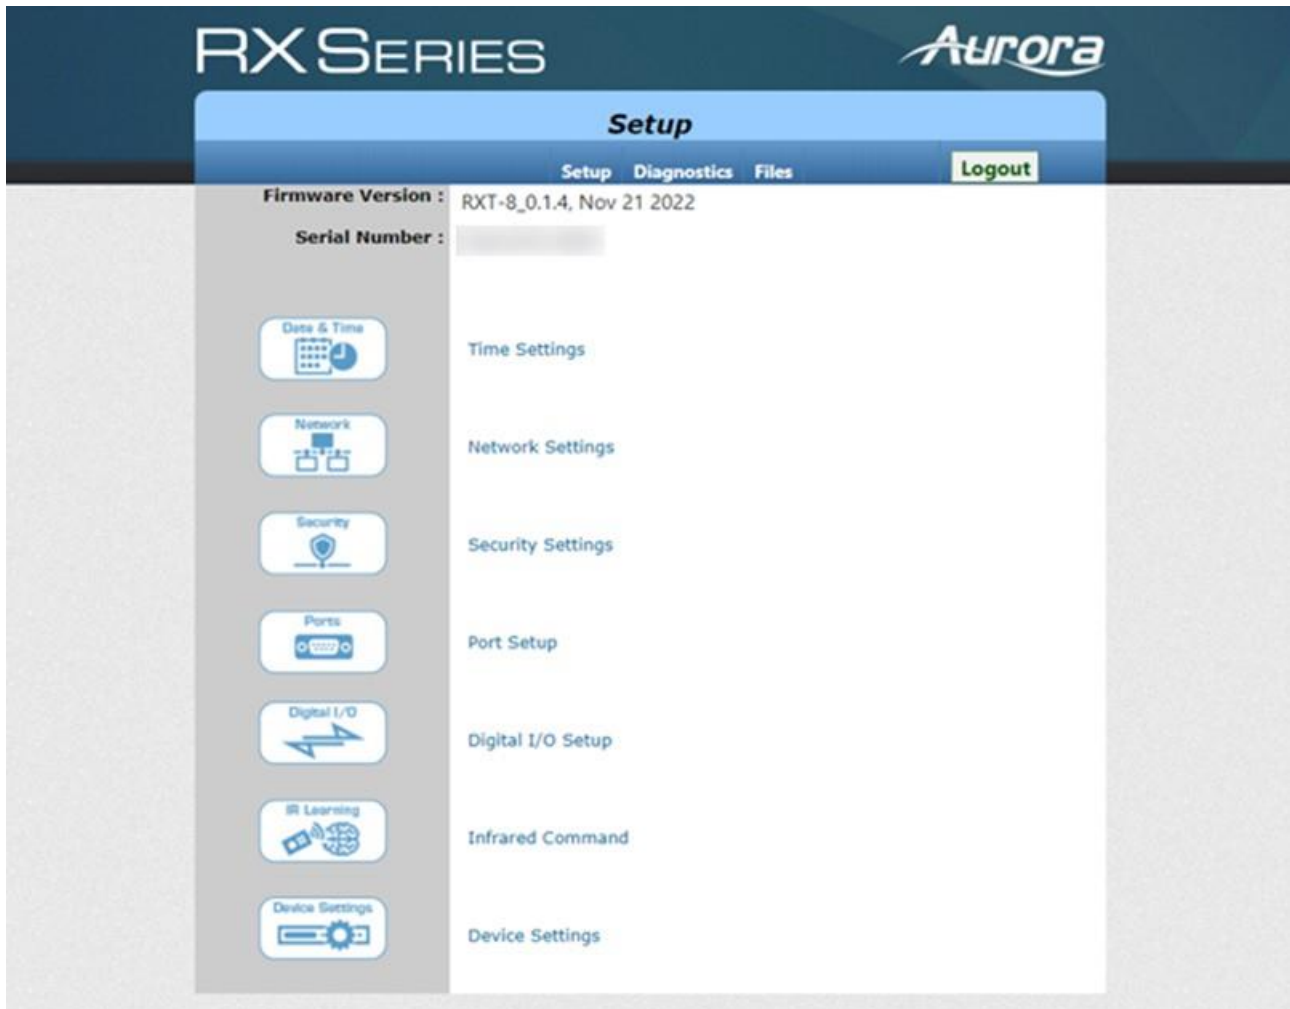 RX SERIES
Aurora
Setup
Setup Diagnostics Files Logout
Firmware Version : RXT-8_0.1.4, Nov 21 2022
Serial Number :
Date & Time
Time Settings
Network
Network Settings
Security
Security Settings
Ports
Port Setup
Digital I/O
Digital I/O Setup
IR Learning
Infrared Command
Device Settings
Device Settings